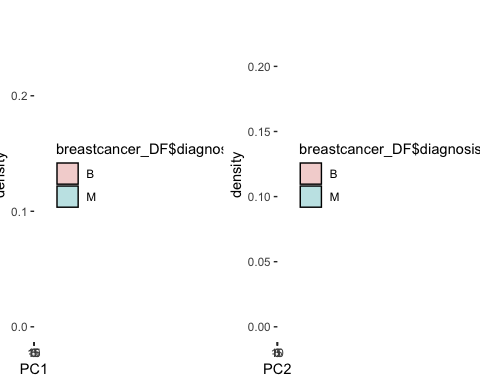 density
0.2
0.1
0.0
breastcancer_DF$diagnos
B
M
PC1
density
0.20
0.15
0.10
0.05
0.00
breastcancer_DF$diagnosis
B
M
PC2